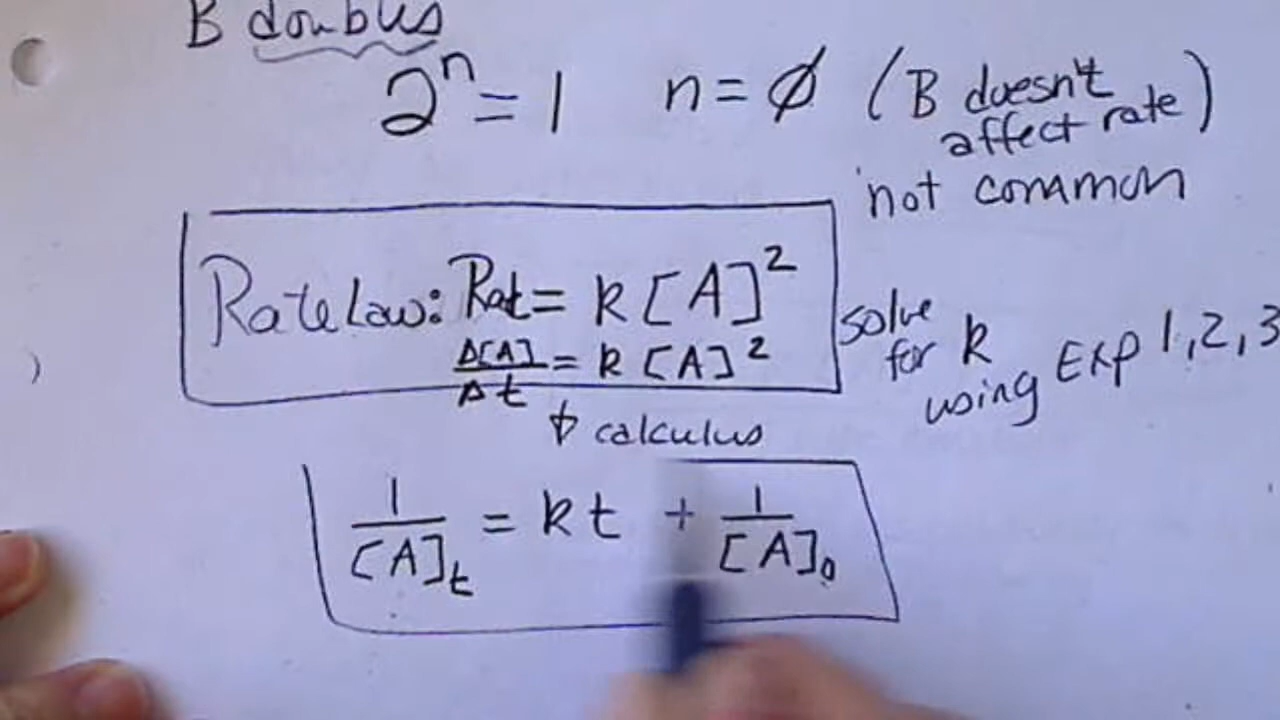 B doubles
2ⁿ = 1 n = ∅ (B doesn't affect rate)
not common
Rate Law: Rat = k[A]²
Δ[A]/Δt = k[A]²
solve for k using Exp 1,2,3
calculus
1/[A]t = kt + 1/[A]0